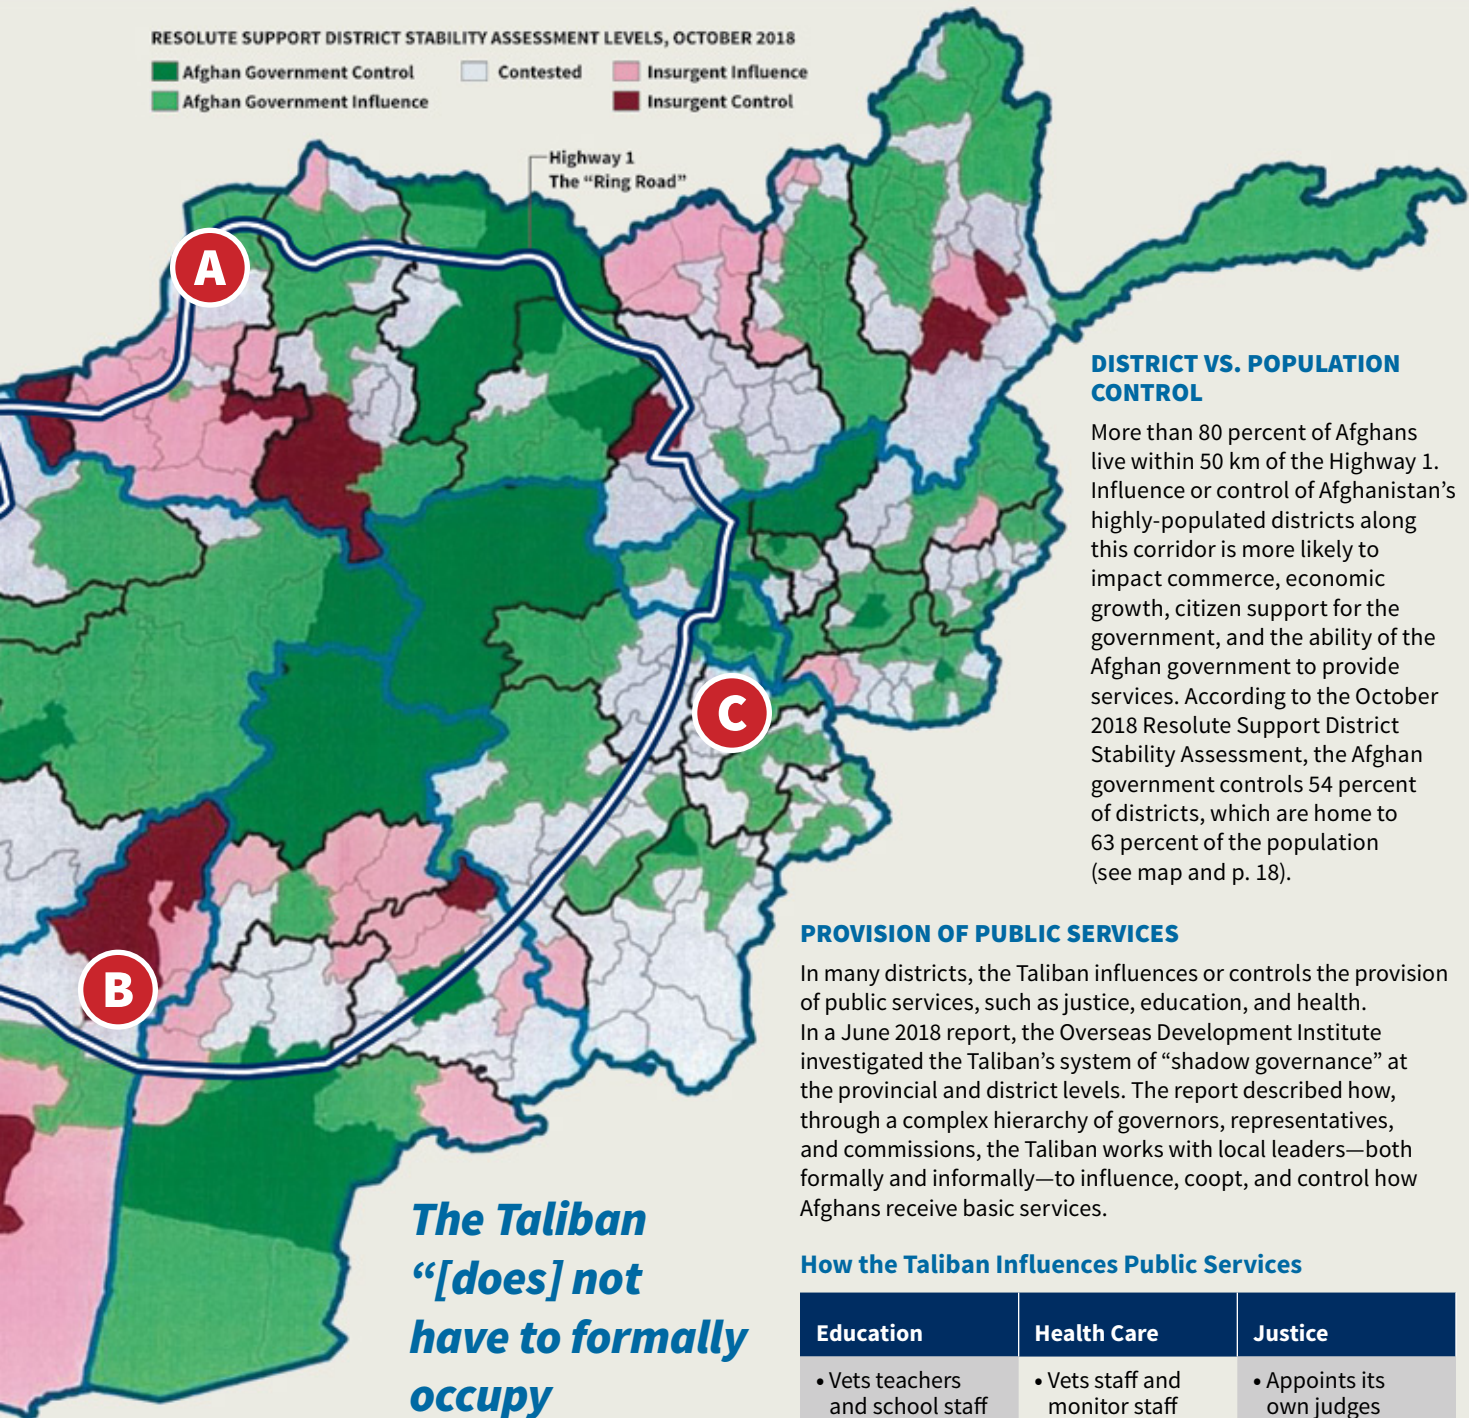 RESOLUTE SUPPORT DISTRICT STABILITY ASSESSMENT LEVELS, OCTOBER 2018
Afghan Government Control
Contested
Insurgent Influence
Afghan Government Influence
Insurgent Control
Highway 1
The “Ring Road”
A
B
C
DISTRICT VS. POPULATION
CONTROL
More than 80 percent of Afghans
live within 50 km of the Highway 1.
Influence or control of Afghanistan’s
highly-populated districts along
this corridor is more likely to
impact commerce, economic
growth, citizen support for the
government, and the ability of the
Afghan government to provide
services. According to the October
2018 Resolute Support District
Stability Assessment, the Afghan
government controls 54 percent
of districts, which are home to
63 percent of the population
(see map and p. 18).
PROVISION OF PUBLIC SERVICES
In many districts, the Taliban influences or controls the provision
of public services, such as justice, education, and health.
In a June 2018 report, the Overseas Development Institute
investigated the Taliban’s system of “shadow governance” at
the provincial and district levels. The report described how,
through a complex hierarchy of governors, representatives,
and commissions, the Taliban works with local leaders—both
formally and informally—to influence, coopt, and control how
Afghans receive basic services.
The Taliban
“[does] not
have to formally
occupy
How the Taliban Influences Public Services
Education
Health Care
Justice
• Vets teachers
and school staff
• Vets staff and
monitor staff
• Appoints its
own judges